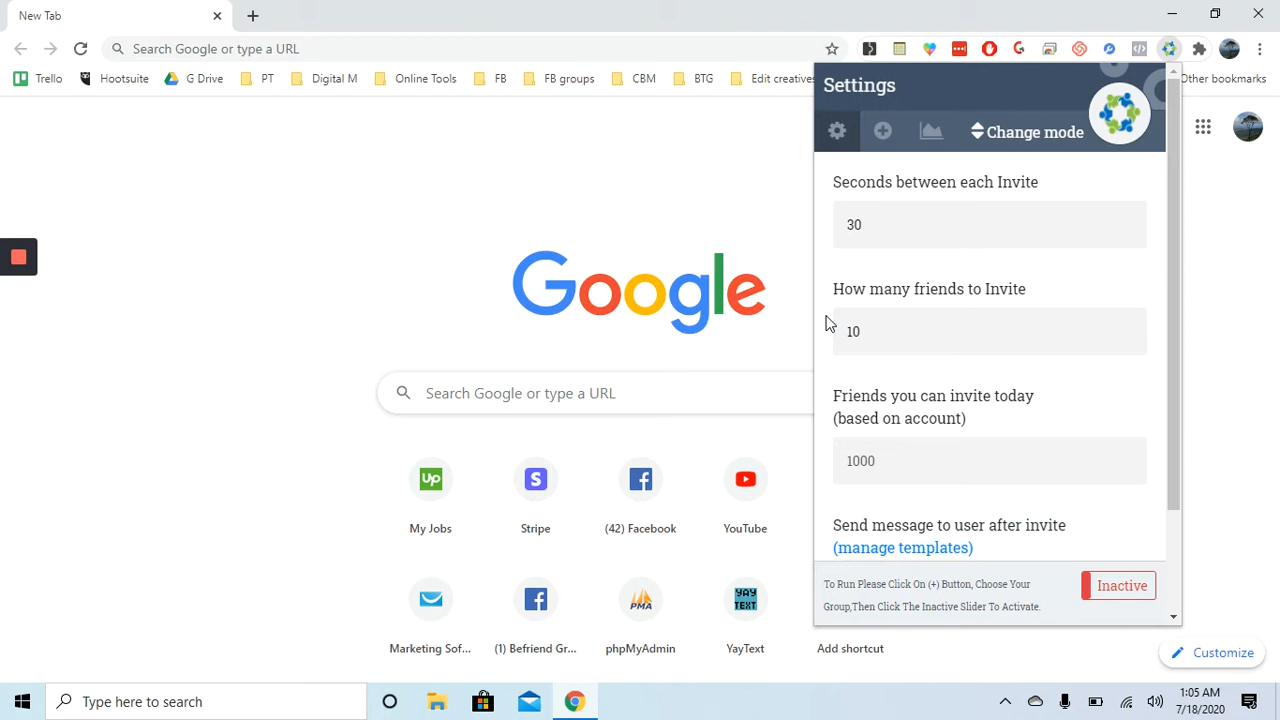 New Tab
Search Google or type a URL
Trello
Hootsuite
G Drive
PT
Digital M
Online Tools
FB
FB groups
CBM
BTG
Edit creatives
Other bookmarks
Settings
Change mode
Seconds between each Invite
30
How many friends to Invite
10
Friends you can invite today
(based on account)
1000
Send message to user after invite
(manage templates)
To Run Please Click On (+) Button, Choose Your
Group,Then Click The Inactive Slider To Activate.
Inactive
Google
Search Google or type a URL
Up
My Jobs
S
Stripe
(42) Facebook
YouTube
Marketing Sof...
(1) Befriend Gr...
PMA
phpMyAdmin
YAY
TEXT
YayText
Add shortcut
Customize
Type here to search
1:05 AM
7/18/2020